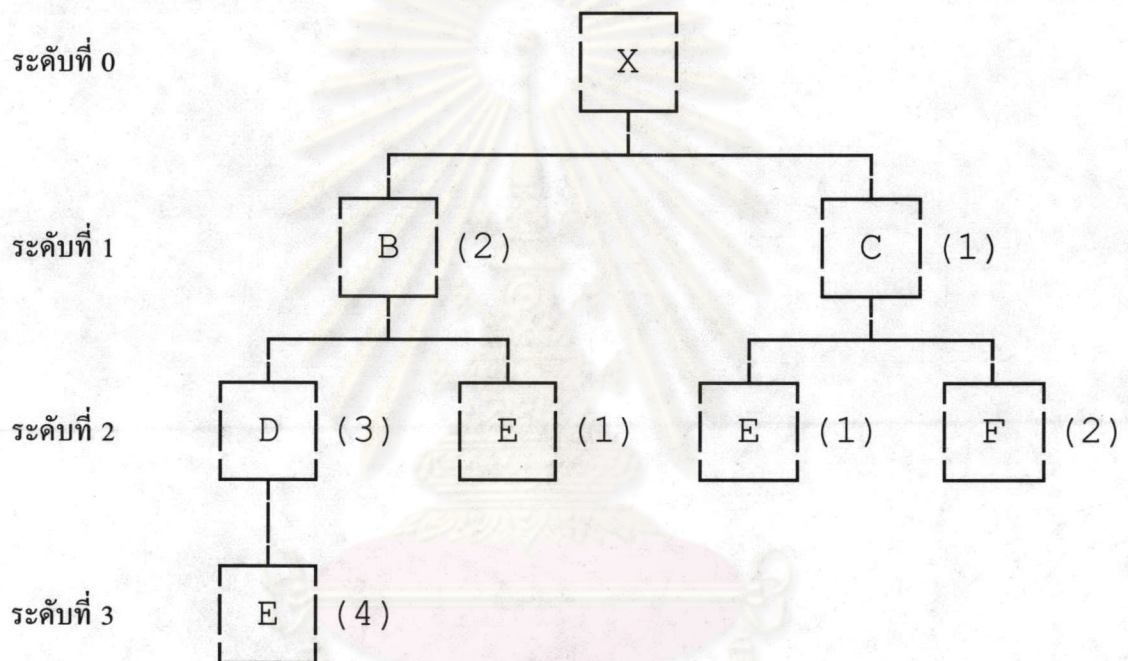 ระดับที่ 0 X
ระดับที่ 1 B (2) C (1)
ระดับที่ 2 D (3) E (1) E (1) F (2)
ระดับที่ 3 E (4)